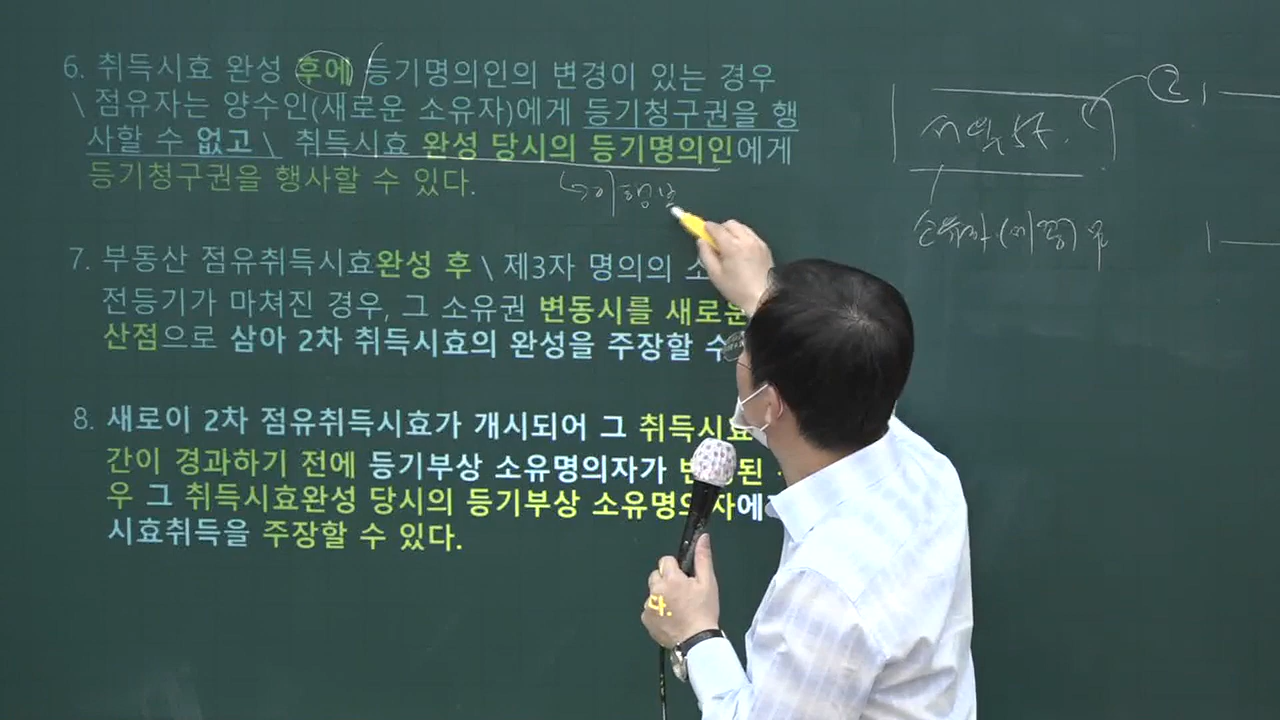 6. 취득시효 완성 후에 등기명의인의 변경이 있는 경우
\ 점유자는 양수인(새로운 소유자)에게 등기청구권을 행
사할 수 없고 \ 취득시효 완성 당시의 등기명의인에게
등기청구권을 행사할 수 있다.
7. 부동산 점유취득시효완성 후 \ 제3자 명의의 소
전등기가 마쳐진 경우, 그 소유권 변동시를 새로운
산점으로 삼아 2차 취득시효의 완성을 주장할 수
8. 새로이 2차 점유취득시효가 개시되어 그 취득시효
간이 경과하기 전에 등기부상 소유명의자가 된
우 그 취득시효완성 당시의 등기부상 소유명의자에
시효취득을 주장할 수 있다.
다.
②